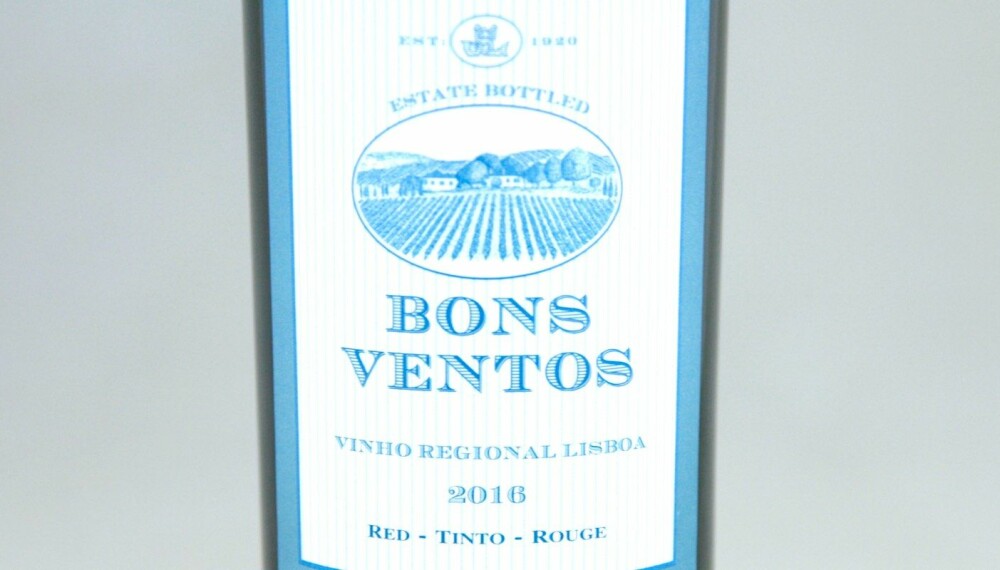 EST: 1920
ESTATE BOTTLED
BONS
VENTOS
VINHO REGIONAL LISBOA
2016
RED - TINTO - ROUGE